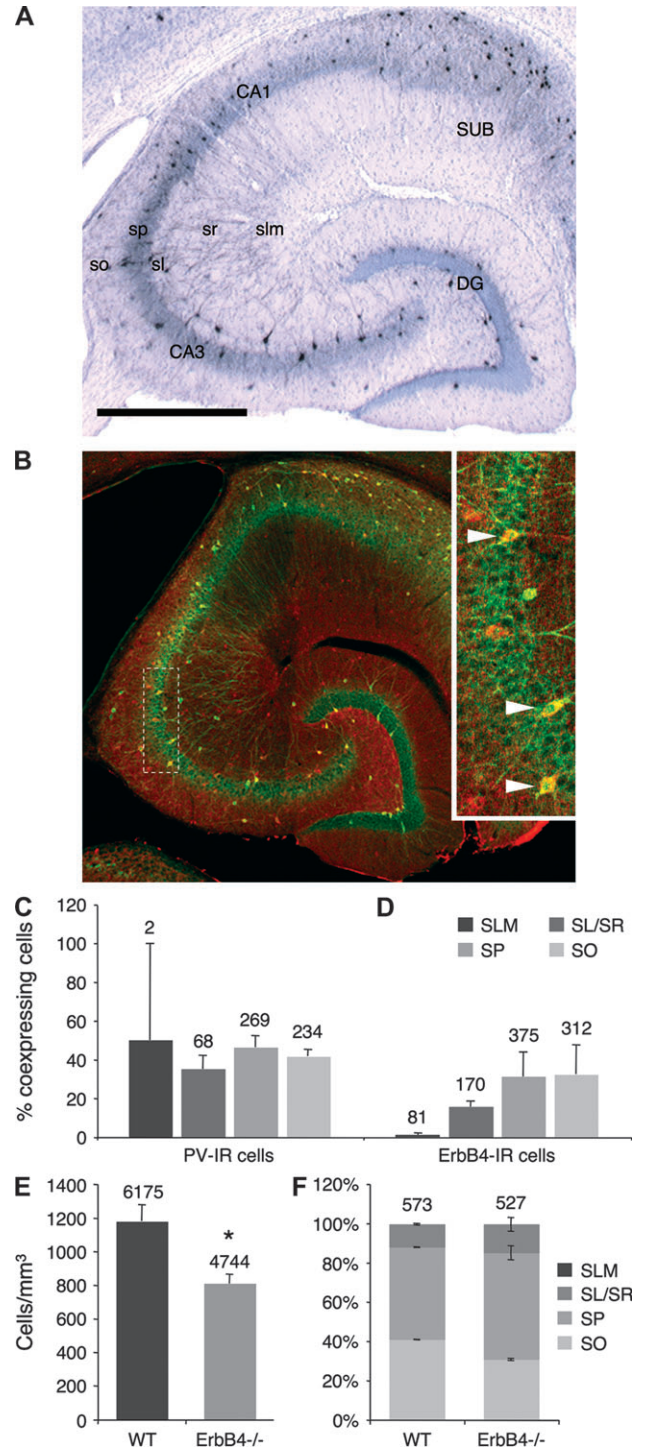 A
CA1
SUB
sp
sr
slm
so
sl
DG
CA3
B
C
D
120
100
80
60
40
20
0
% coexpressing cells
2
68
269
234
PV-IR cells
SLM
SL/SR
SP
SO
81
170
375
312
ErbB4-IR cells
E
1400
1200
1000
800
600
400
200
0
Cells/mm³
6175
*
4744
WT
ErbB4-/-
F
120%
100%
80%
60%
40%
20%
0%
573
527
WT
ErbB4-/-
SLM
SL/SR
SP
SO